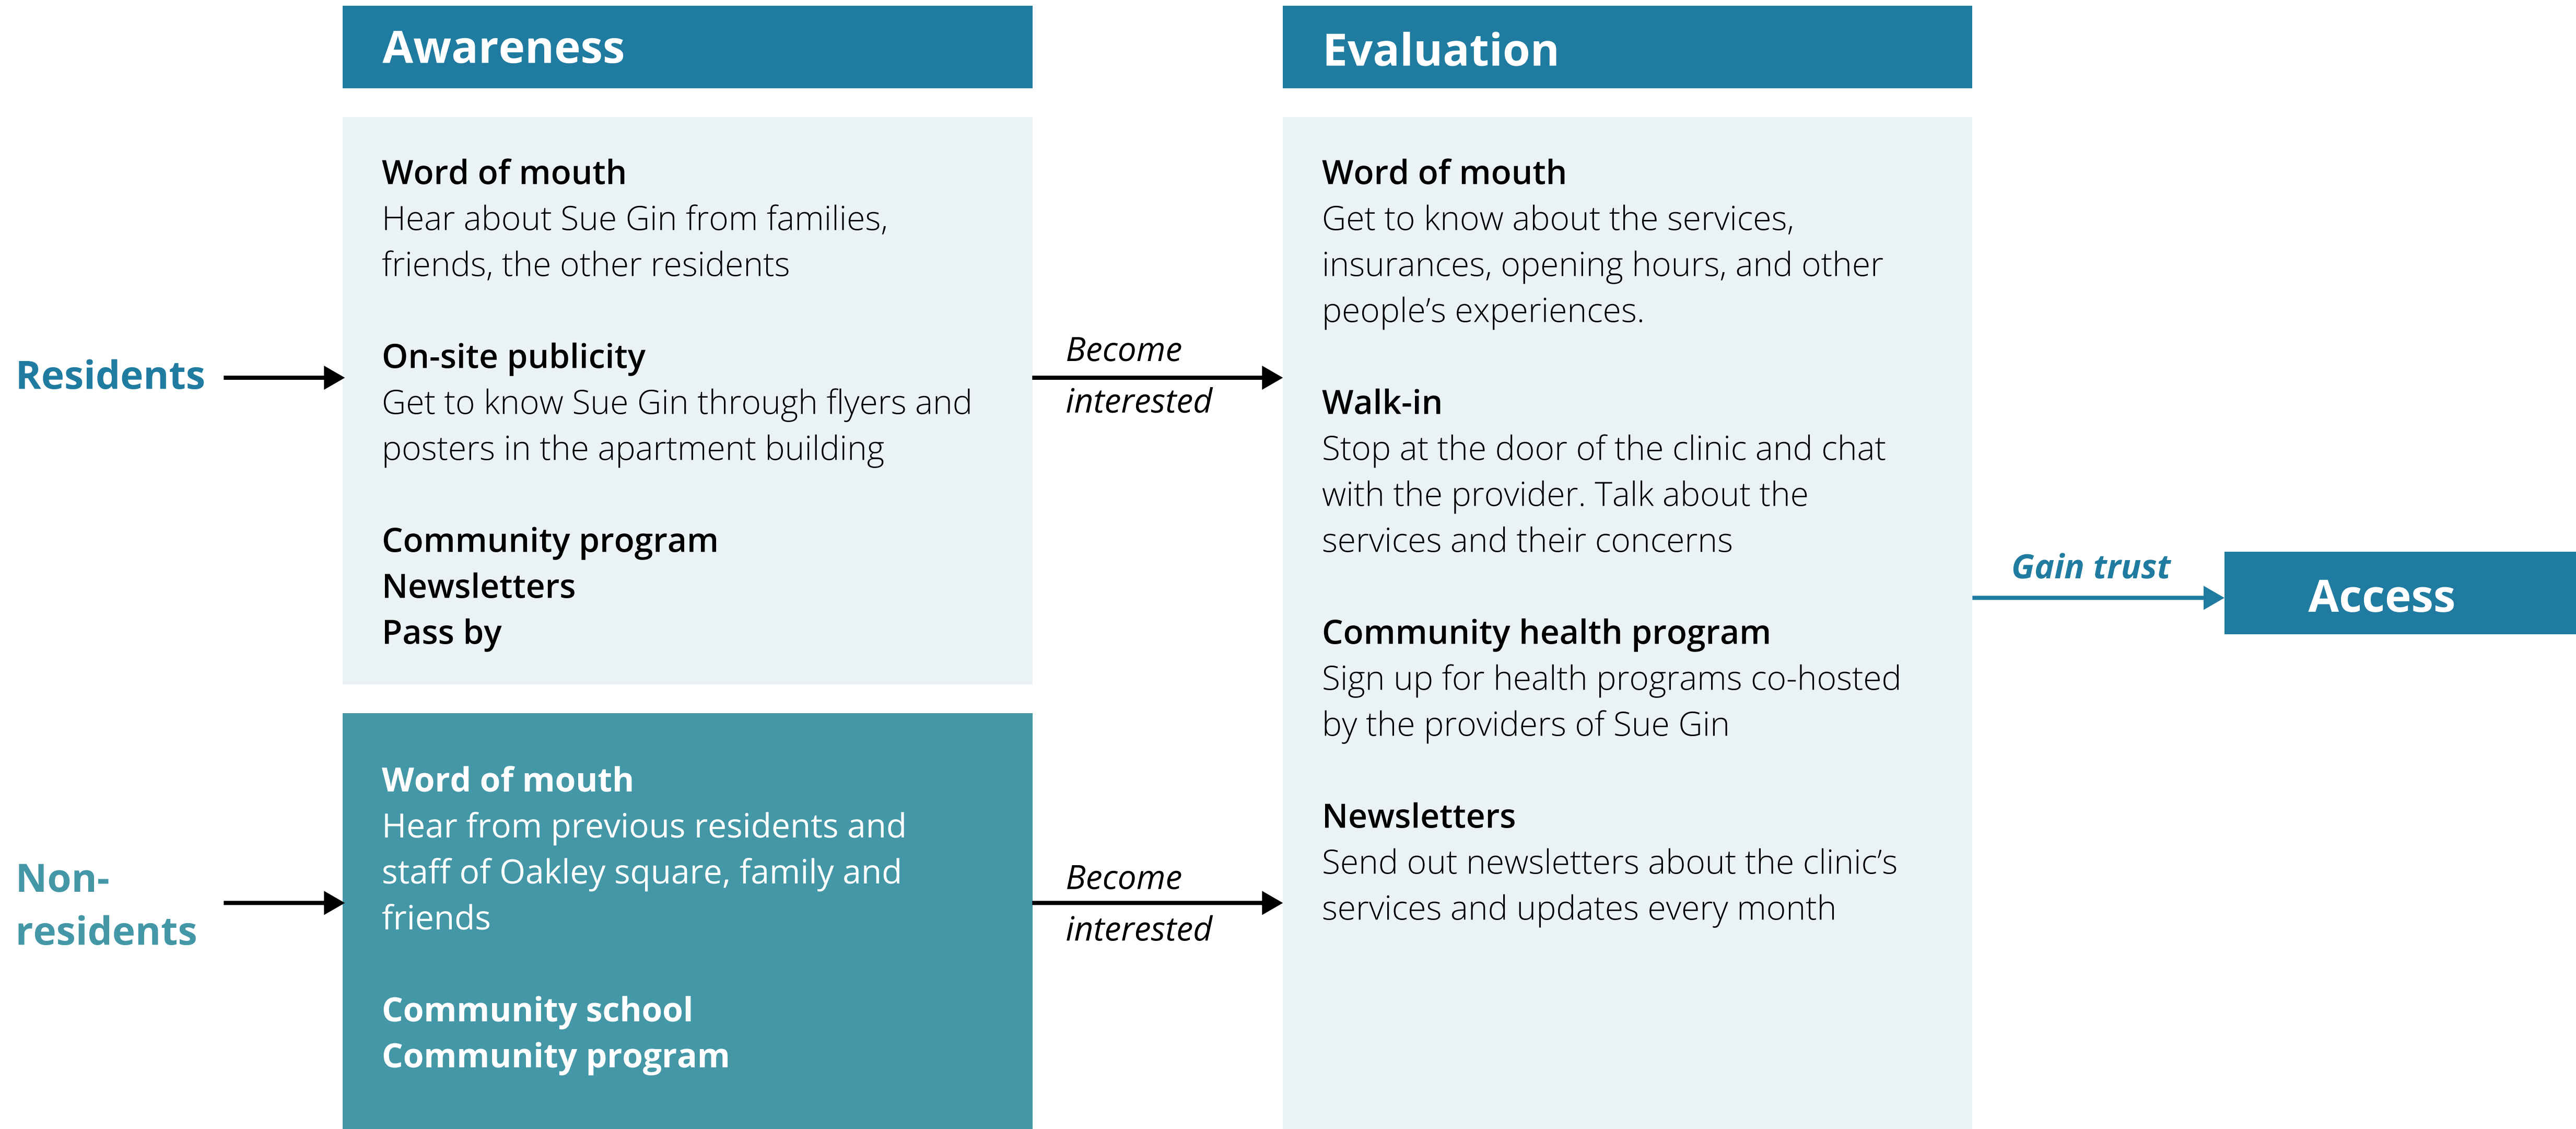 Awareness
Evaluation
Residents
Word of mouth
Hear about Sue Gin from families,
friends, the other residents
On-site publicity
Get to know Sue Gin through flyers and
posters in the apartment building
Community program
Newsletters
Pass by
Become
interested
Non-
residents
Word of mouth
Hear from previous residents and
staff of Oakley square, family and
friends
Community school
Community program
Become
interested
Word of mouth
Get to know about the services,
insurances, opening hours, and other
people’s experiences.
Walk-in
Stop at the door of the clinic and chat
with the provider. Talk about the
services and their concerns
Community health program
Sign up for health programs co-hosted
by the providers of Sue Gin
Newsletters
Send out newsletters about the clinic’s
services and updates every month
Gain trust
Access